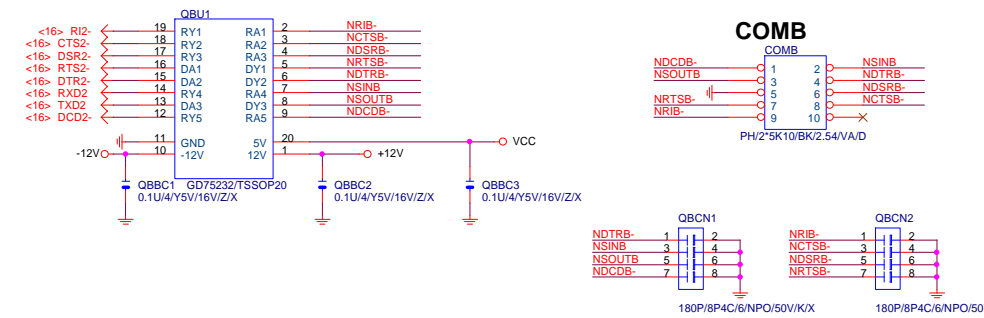 QBU1
<16> RI2- 19 RY1 RA1 2 NRIB-
<16> CTS2- 18 RY2 RA2 3 NCTSB-
<16> DSR2- 17 RY3 RA3 4 NDSRB-
<16> RTS2- 16 DA1 DY1 5 NRTSB-
<16> DTR2- 15 DA2 DY2 6 NDTRB-
<16> RXD2 14 RY4 RA4 7 NSINB
<16> TXD2 13 DA3 DY3 8 NSOUTB
<16> DCD2- 12 RY5 RA5 9 NDCDB-
11 GND 5V 20 VCC
-12V 10 -12V 12V 1 +12V
GD75232/TSSOP20
QBBC1
0.1U/4/Y5V/16V/Z/X
QBBC2
0.1U/4/Y5V/16V/Z/X
QBBC3
0.1U/4/Y5V/16V/Z/X
COMB
COMB
NDCDB- 1 2 NSINB
NSOUTB 3 4 NDTRB-
5 6 NDSRB-
NRTSB- 7 8 NCTSB-
NRIB- 9 10
PH/2*5K10/BK/2.54/VA/D
QBCN1
NDTRB- 1 2
NSINB 3 4
NSOUTB 5 6
NDCDB- 7 8
180P/8P4C/6/NPO/50V/K/X
QBCN2
NRIB- 1 2
NCTSB- 3 4
NDSRB- 5 6
NRTSB- 7 8
180P/8P4C/6/NPO/50